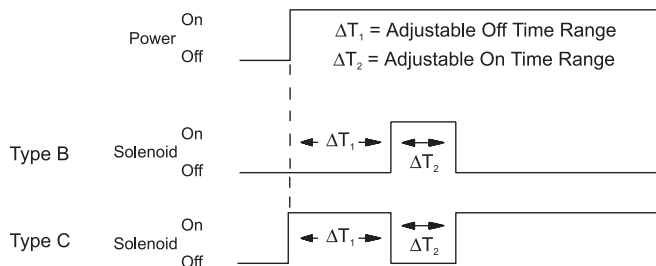 On
Power
Off
ΔT₁ = Adjustable Off Time Range
ΔT₂ = Adjustable On Time Range
Type B
Solenoid
On
Off
ΔT₁
ΔT₂
Type C
Solenoid
On
Off
ΔT₁
ΔT₂